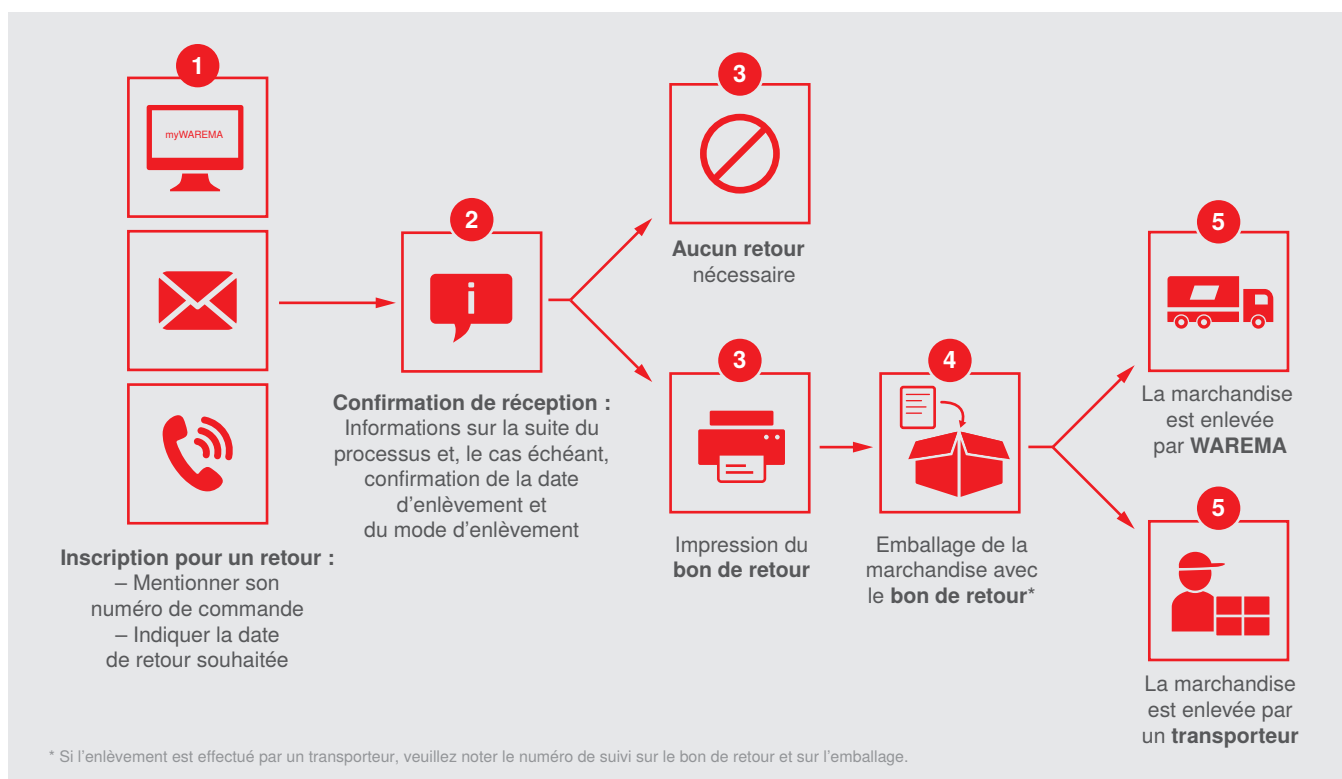 1
myWAREMA
Inscription pour un retour :
– Mentionner son
numéro de commande
– Indiquer la date
de retour souhaitée
2
i
Confirmation de réception :
Informations sur la suite du
processus et, le cas échéant,
confirmation de la date
d’enlèvement et
du mode d’enlèvement
3
Aucun retour
nécessaire
3
Impression du
bon de retour
4
Emballage de la
marchandise avec
le bon de retour*
5
La marchandise
est enlevée
par WAREMA
5
La marchandise
est enlevée par
un transporteur
* Si l’enlèvement est effectué par un transporteur, veuillez noter le numéro de suivi sur le bon de retour et sur l’emballage.